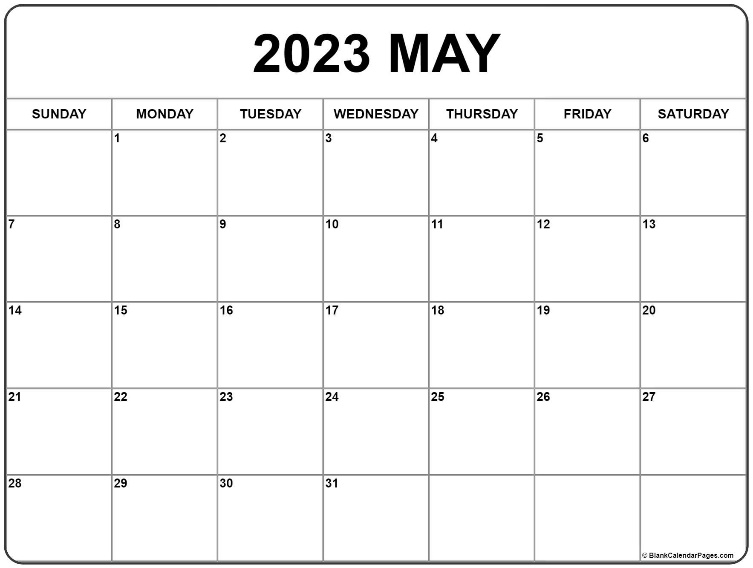 2023 MAY
SUNDAY MONDAY TUESDAY WEDNESDAY THURSDAY FRIDAY SATURDAY
1 2 3 4 5 6
7 8 9 10 11 12 13
14 15 16 17 18 19 20
21 22 23 24 25 26 27
28 29 30 31
© BlankCalendarPages.com